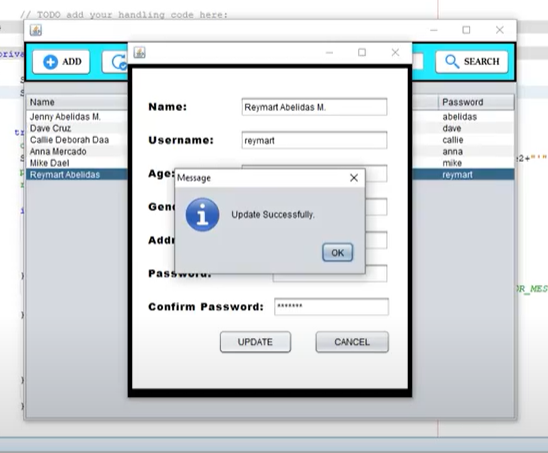 // TODO add your handling code here:
ADD
SEARCH
Name
Password
Jenny Abelidas M.
abelidas
Dave Cruz
dave
Callie Deborah Daa
callie
Anna Mercado
anna
Mike Dael
mike
Reymart Abelidas
reymart
Name:
Reymart Abelidas M.
Username:
reymart
Age:
Gen
Addr
Password:
Confirm Password:
*******
UPDATE
CANCEL
Message
Update Successfully.
OK